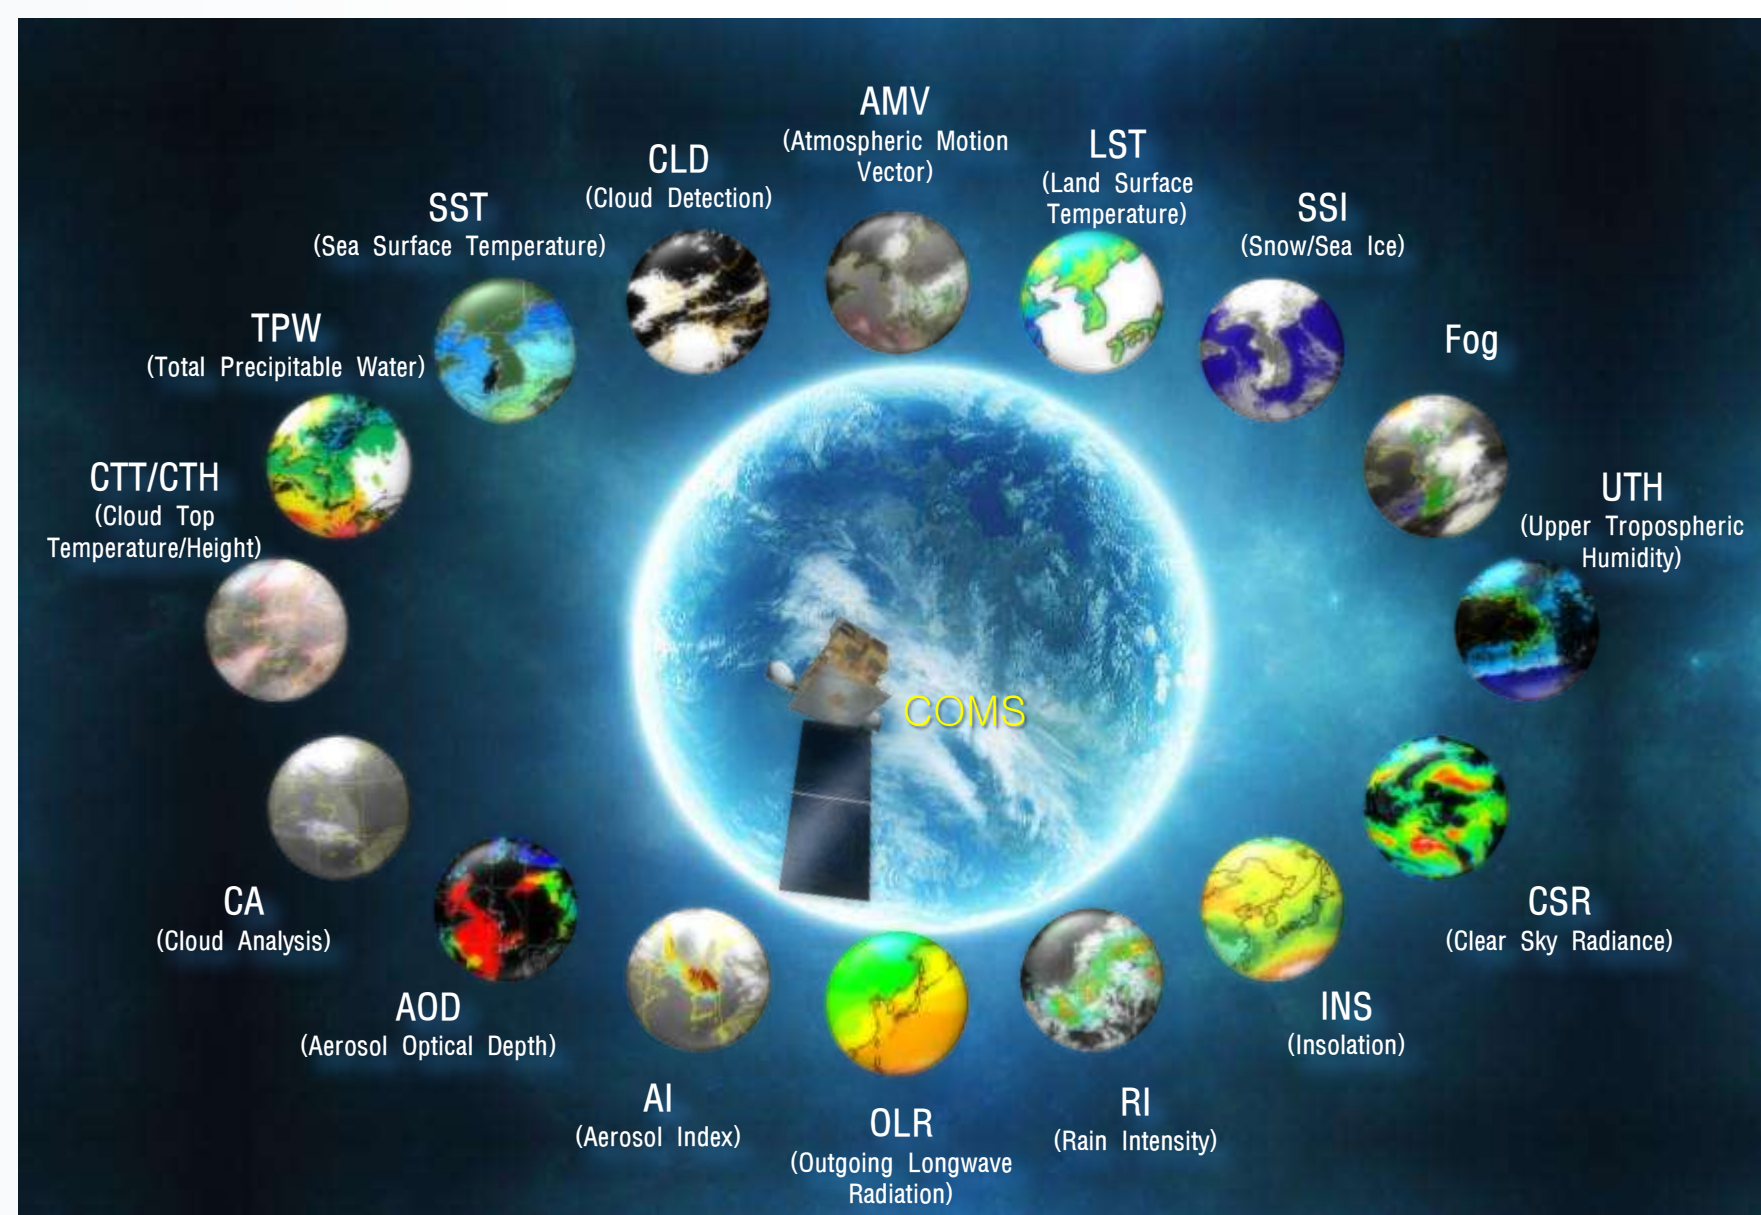 AMV
(Atmospheric Motion
Vector)
LST
(Land Surface
Temperature)
CLD
(Cloud Detection)
SST
(Sea Surface Temperature)
SSI
(Snow/Sea Ice)
TPW
(Total Precipitable Water)
Fog
CTT/CTH
(Cloud Top
Temperature/Height)
UTH
(Upper Tropospheric
Humidity)
COMS
CA
(Cloud Analysis)
CSR
(Clear Sky Radiance)
AOD
(Aerosol Optical Depth)
INS
(Insolation)
AI
(Aerosol Index)
OLR
(Outgoing Longwave
Radiation)
RI
(Rain Intensity)